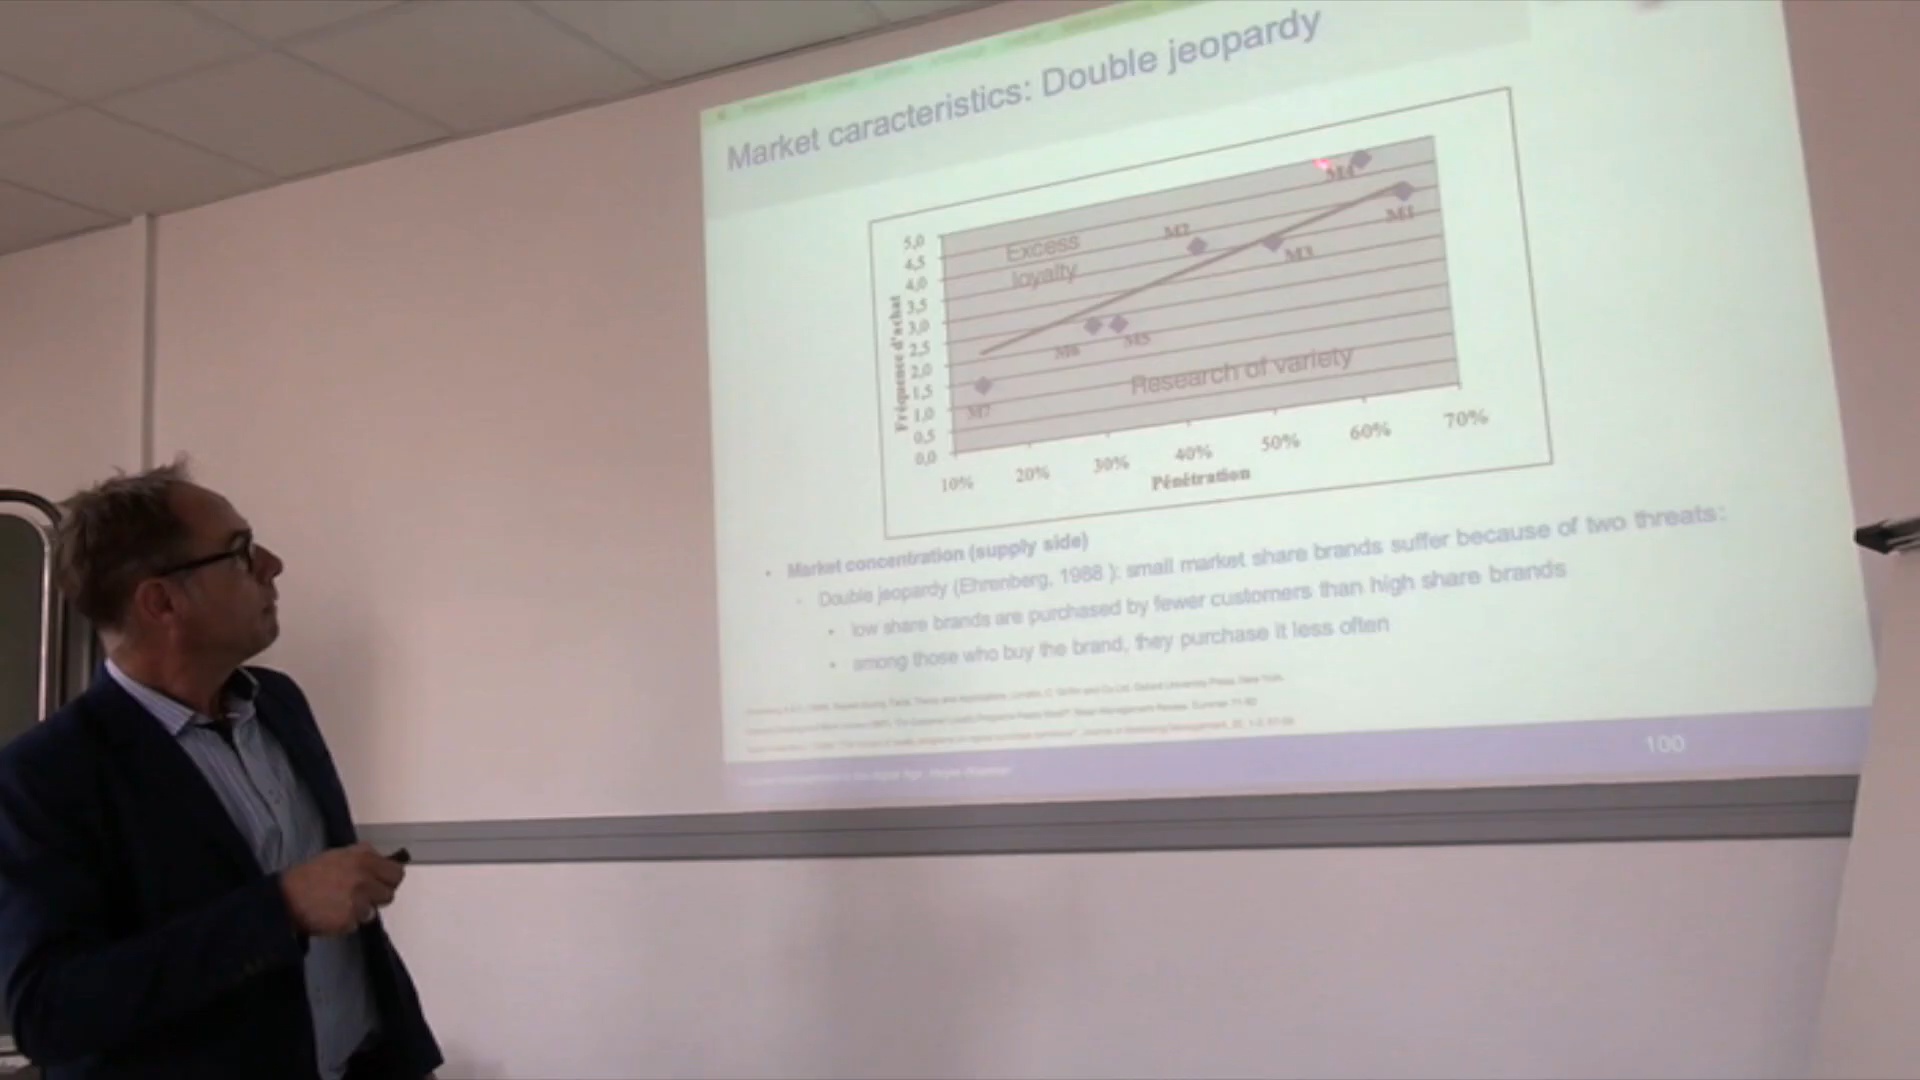 Market caracteristics: Double jeopardy
5,0
4,5
4,0
3,5
3,0
2,5
2,0
1,5
1,0
0,5
0,0
Fréquence d'achat
Excess
loyalty
M4
M1
M2
M3
M6
M5
M7
Research of variety
10% 20% 30% 40% 50% 60% 70%
Pénétration
• Market concentration (supply side)
- Double jeopardy (Ehrenberg, 1988 ): small market share brands suffer because of two threats:
• low share brands are purchased by fewer customers than high share brands
• among those who buy the brand, they purchase it less often
100